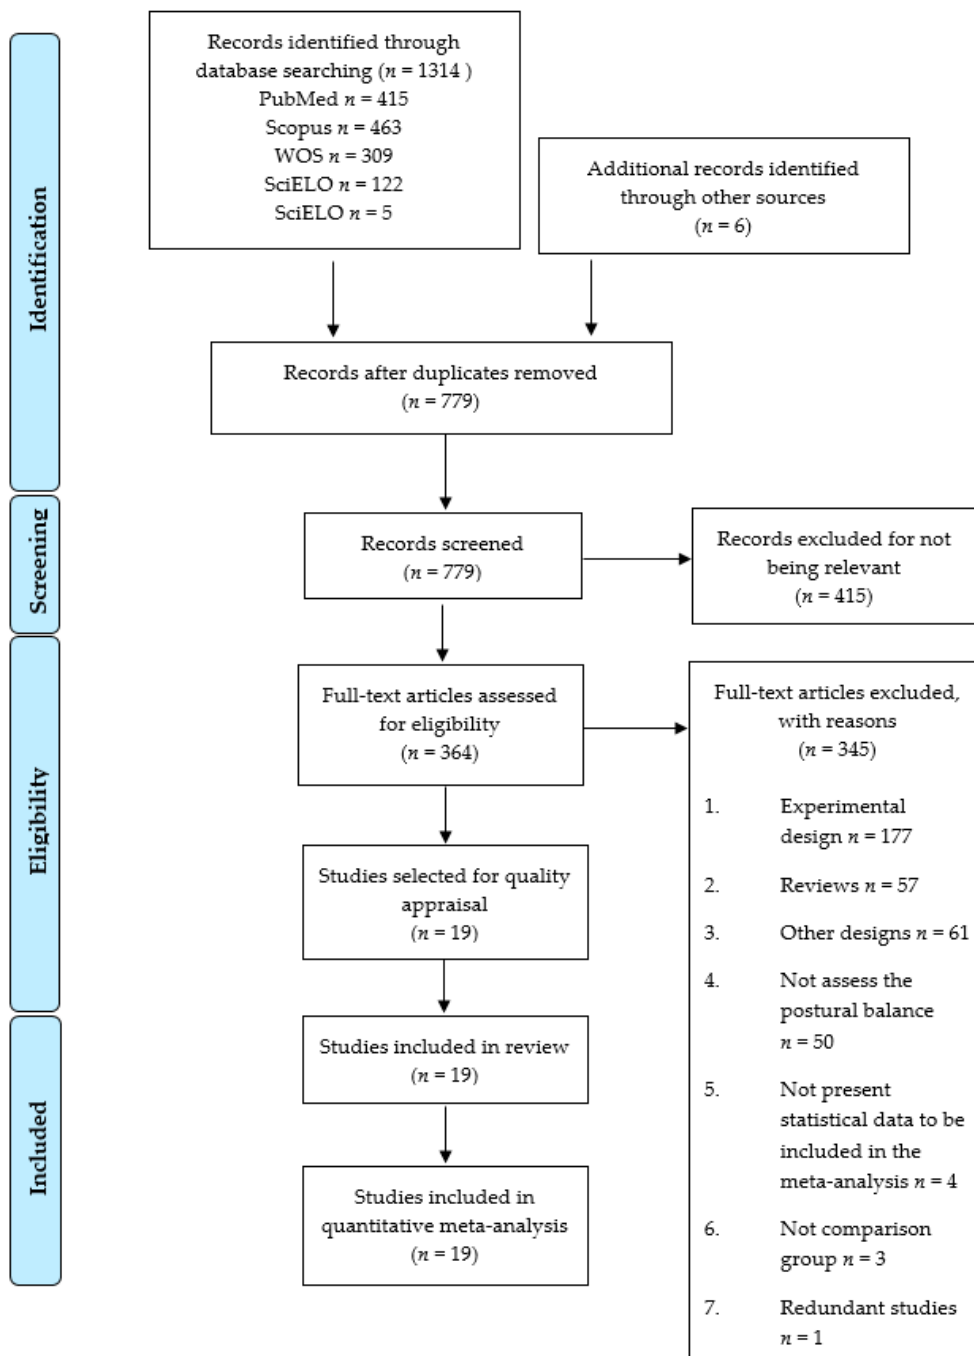 Records identified through
database searching (n = 1314 )
PubMed n = 415
Scopus n = 463
WOS n = 309
SciELO n = 122
SciELO n = 5
Additional records identified
through other sources
(n = 6)
Identification
Records after duplicates removed
(n = 779)
Screening
Records screened
(n = 779)
Records excluded for not
being relevant
(n = 415)
Eligibility
Full-text articles assessed
for eligibility
(n = 364)
Full-text articles excluded,
with reasons
(n = 345)
1. Experimental
design n = 177
2. Reviews n = 57
3. Other designs n = 61
4. Not assess the
postural balance
n = 50
5. Not present
statistical data to be
included in the
meta-analysis n = 4
6. Not comparison
group n = 3
7. Redundant studies
n = 1
Studies selected for quality
appraisal
(n = 19)
Included
Studies included in review
(n = 19)
Studies included in
quantitative meta-analysis
(n = 19)